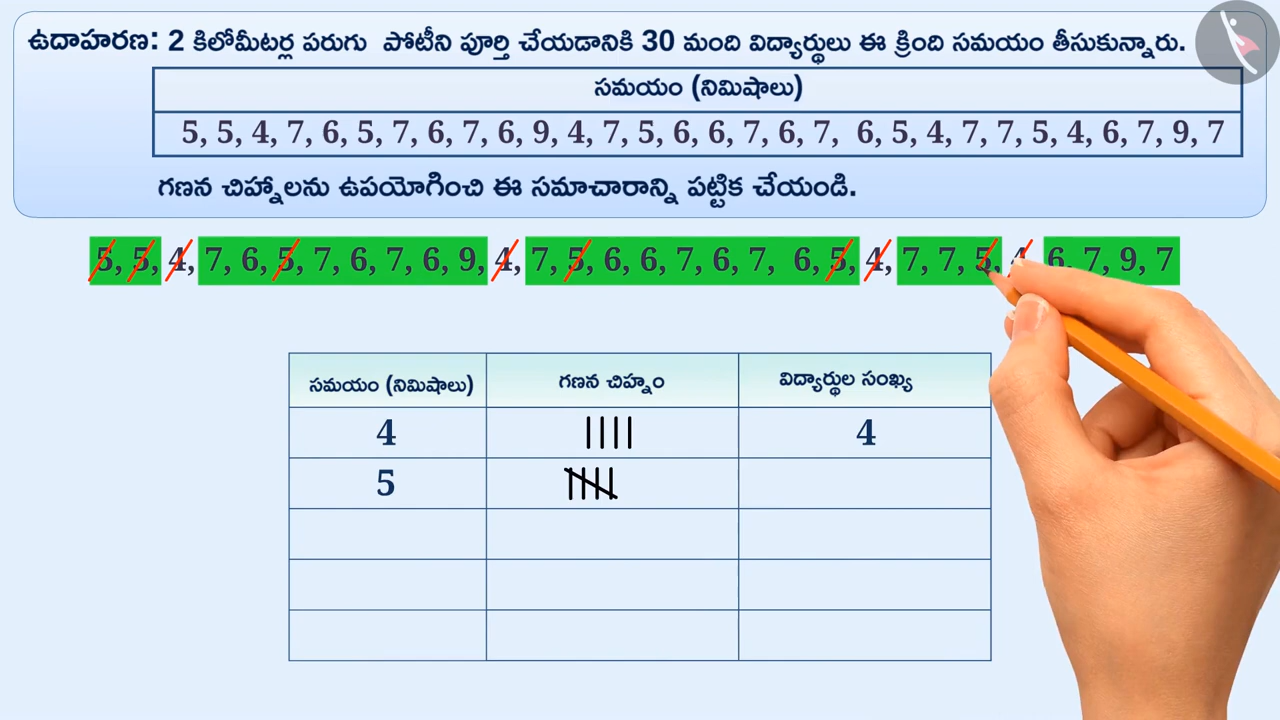 ఉదాహరణ: 2 కిలోమీటర్ల పరుగు పోటీని పూర్తి చేయడానికి 30 మంది విద్యార్థులు ఈ క్రింది సమయం తీసుకున్నారు.
సమయం (నిమిషాలు)
5, 5, 4, 7, 6, 5, 7, 6, 7, 6, 9, 4, 7, 5, 6, 6, 7, 6, 7, 6, 5, 4, 7, 7, 5, 4, 6, 7, 9, 7
గణన చిహ్నాలను ఉపయోగించి ఈ సమాచారాన్ని పట్టిక చేయండి.
5, 5, 4, 7, 6, 5, 7, 6, 7, 6, 9, 4, 7, 5, 6, 6, 7, 6, 7, 6, 5, 4, 7, 7, 5, 4, 6, 7, 9, 7
సమయం (నిమిషాలు) గణన చిహ్నం విద్యార్థుల సంఖ్య
4 |||| 4
5